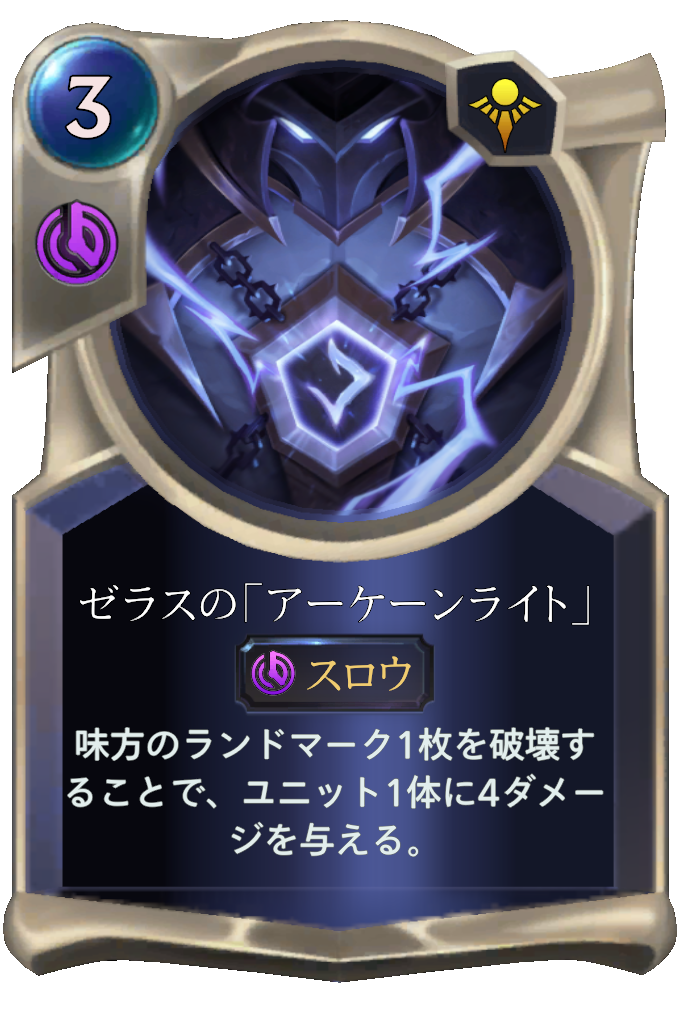 3
ゼラスの「アーケーンライト」
スロウ
味方のランドマーク1枚を破壊す
ることで、ユニット1体に4ダメー
ジを与える。